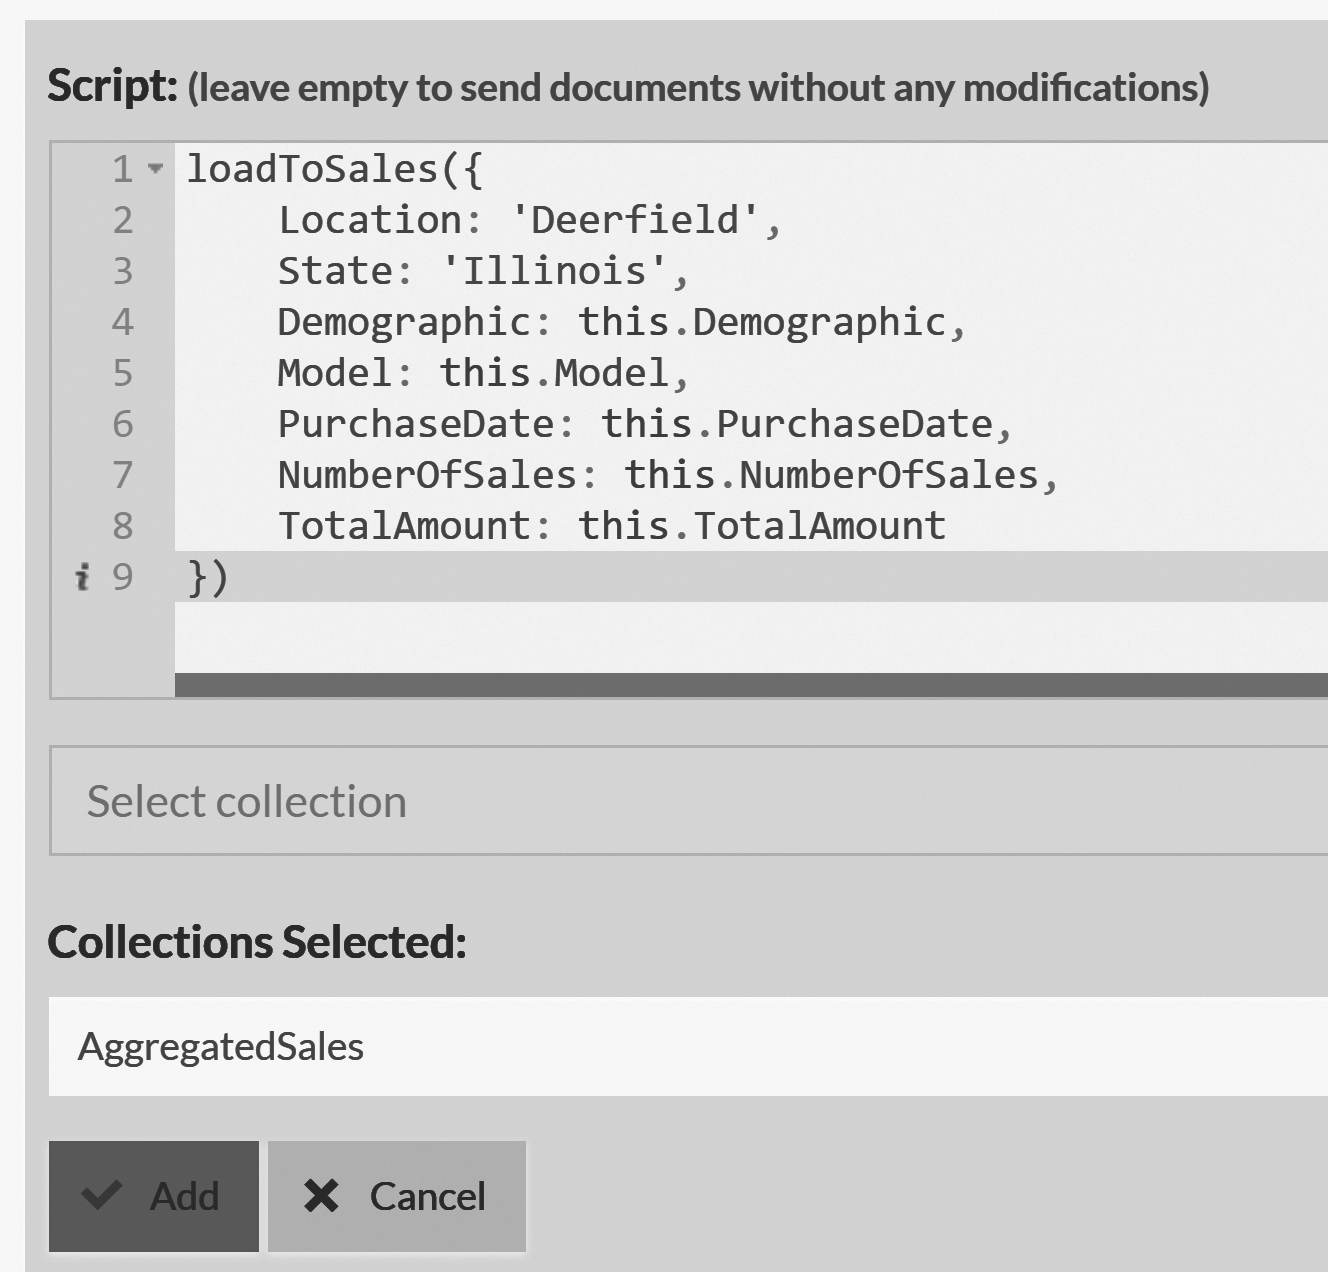 Script: (leave empty to send documents without any modifications)
1 loadToSales({
2     Location: 'Deerfield',
3     State: 'Illinois',
4     Demographic: this.Demographic,
5     Model: this.Model,
6     PurchaseDate: this.PurchaseDate,
7     NumberOfSales: this.NumberOfSales,
8     TotalAmount: this.TotalAmount
i 9 })
Select collection
Collections Selected:
AggregatedSales
Add Cancel